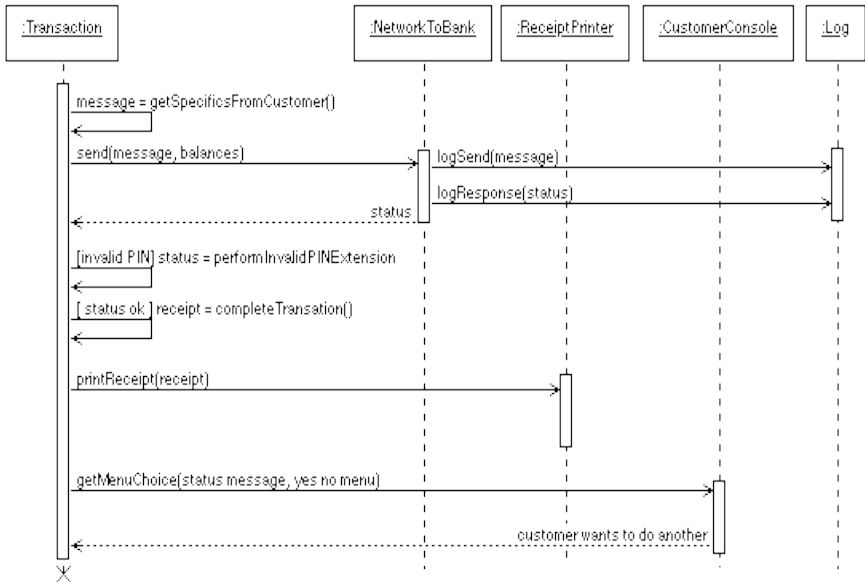 :Transaction
:NetworkToBank
:ReceiptPrinter
:CustomerConsole
:Log
message = getSpecificsFromCustomer()
send(message, balances)
logSend(message)
logResponse(status)
status
[invalid PIN] status = performInvalidPINExtension
[ status ok ] receipt = completeTransation()
printReceipt(receipt)
getMenuChoice(status message, yes no menu)
customer wants to do another